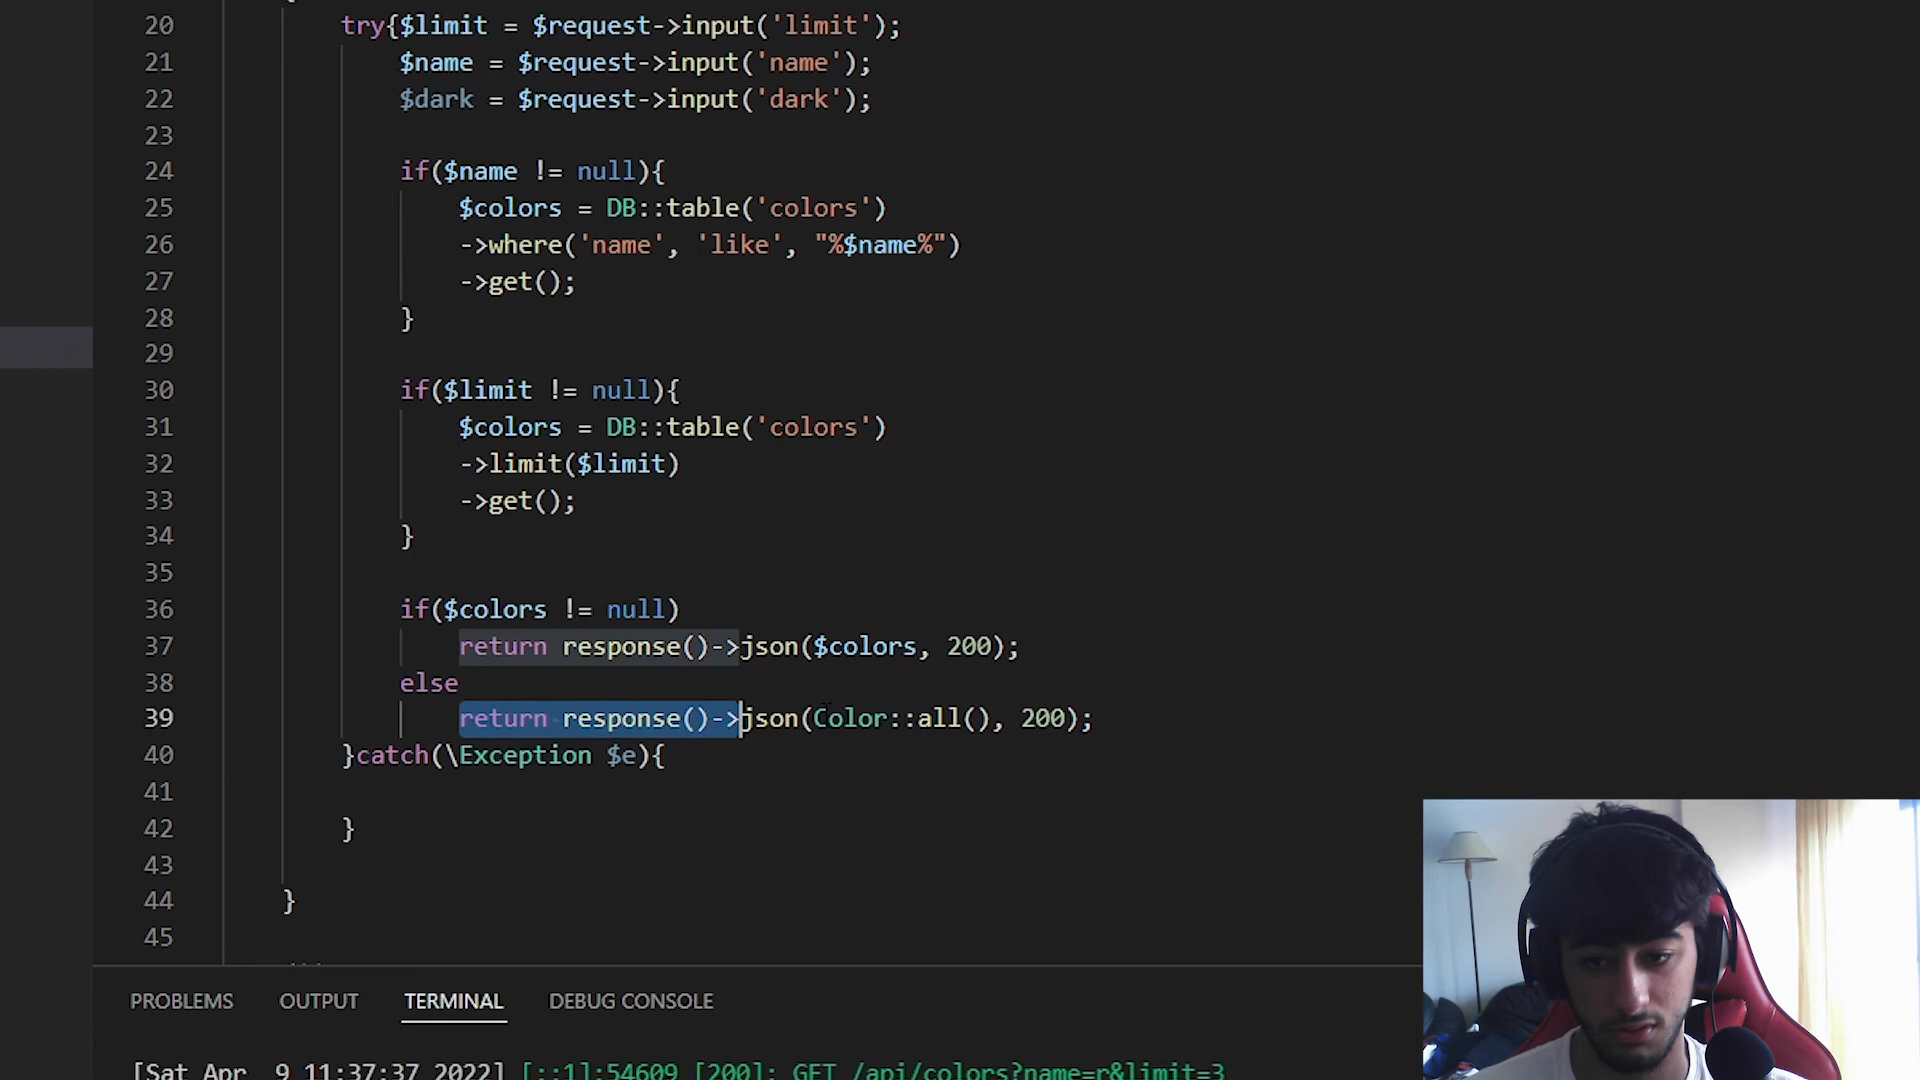 20 try{$limit = $request->input('limit');
21 $name = $request->input('name');
22 $dark = $request->input('dark');
23
24 if($name != null){
25 $colors = DB::table('colors')
26 ->where('name', 'like', "%$name%")
27 ->get();
28 }
29
30 if($limit != null){
31 $colors = DB::table('colors')
32 ->limit($limit)
33 ->get();
34 }
35
36 if($colors != null)
37 return response()->json($colors, 200);
38 else
39 return response()->json(Color::all(), 200);
40 }catch(\Exception $e){
41
42 }
43
44 }
45
PROBLEMS OUTPUT TERMINAL DEBUG CONSOLE
[Sat Apr 9 11:37:37 2022] [::1]:54609 [200]: GET /api/colors?name=r&limit=3